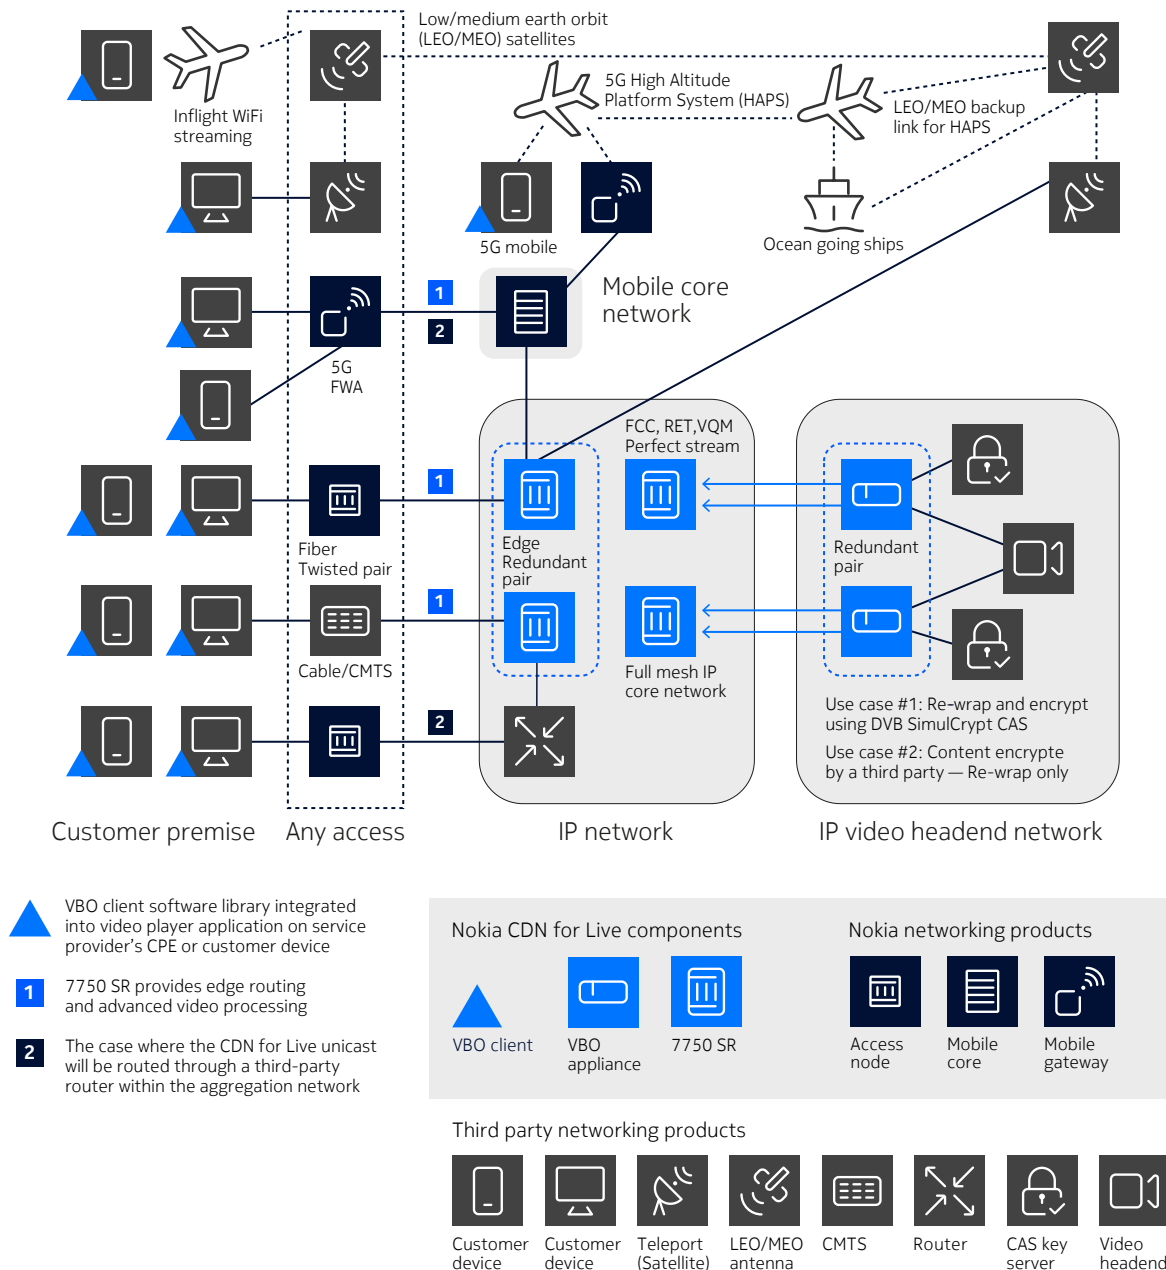 Low/medium earth orbit
(LEO/MEO) satellites
5G High Altitude
Platform System (HAPS)
LEO/MEO backup
link for HAPS
Inflight WiFi
streaming
5G mobile
Ocean going ships
1
2
Mobile core
network
5G
FWA
FCC, RET,VQM
Perfect stream
1
Fiber
Twisted pair
Edge
Redundant
pair
Redundant
pair
1
Cable/CMTS
Full mesh IP
core network
2
Use case #1: Re-wrap and encrypt
using DVB SimulCrypt CAS
Use case #2: Content encrypte
by a third party — Re-wrap only
Customer premise
Any access
IP network
IP video headend network
VBO client software library integrated
into video player application on service
provider's CPE or customer device
1
7750 SR provides edge routing
and advanced video processing
2
The case where the CDN for Live unicast
will be routed through a third-party
router within the aggregation network
Nokia CDN for Live components
VBO client
VBO
appliance
7750 SR
Nokia networking products
Access
node
Mobile
core
Mobile
gateway
Third party networking products
Customer
device
Customer
device
Teleport
(Satellite)
LEO/MEO
antenna
CMTS
Router
CAS key
server
Video
headend